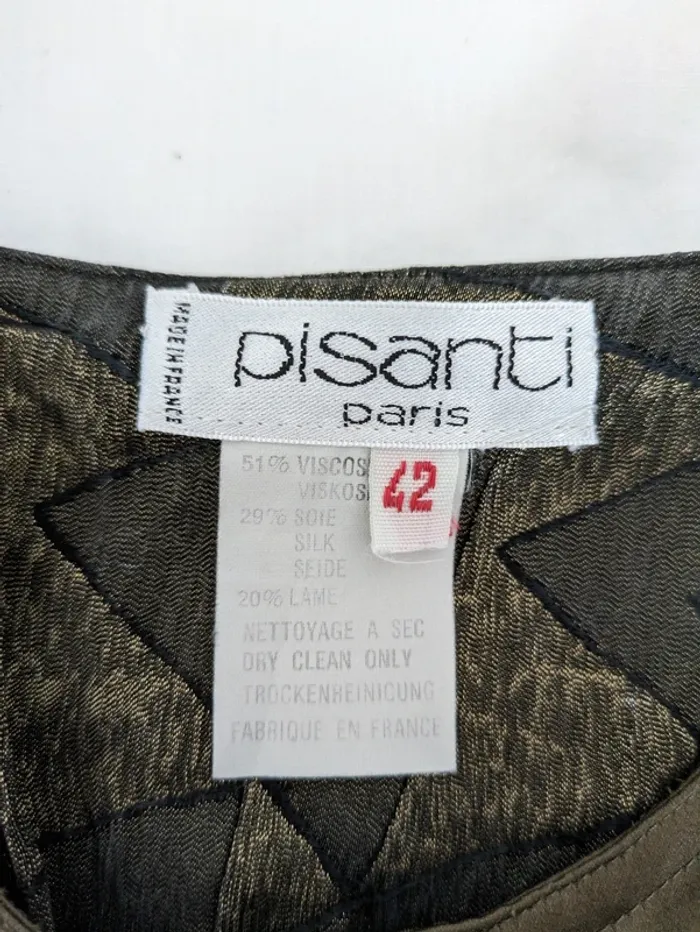 MADE IN FRANCE
pisanti
paris
42
51% VISCOS
VISKOS
29% SOIE
SILK
SEIDE
20% LAME
NETTOYAGE A SEC
DRY CLEAN ONLY
TROCKENREINIGUNG
FABRIQUE EN FRANCE